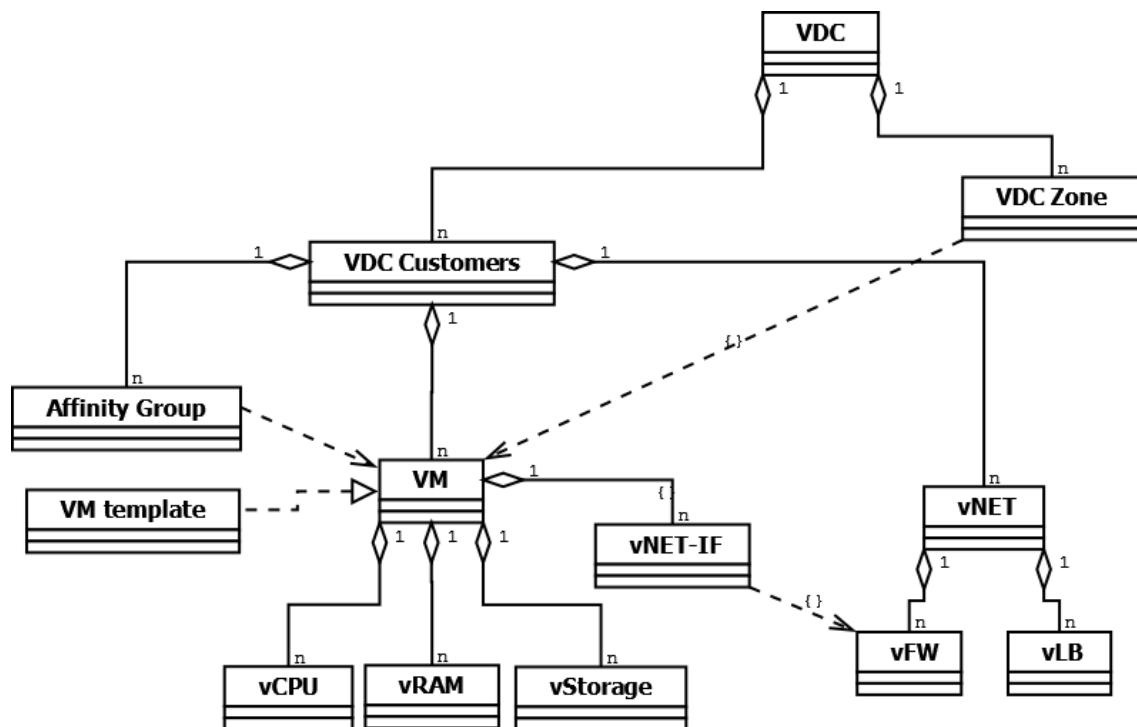 VDC
1
1
n
VDC Zone
n
1
VDC Customers
1
1
{}
n
Affinity Group
n
VM
1
{}
n
vNET
VM template
1
1
1
n
vNET-IF
1
1
{}
n
vFW
n
vLB
n
vCPU
n
vRAM
n
vStorage